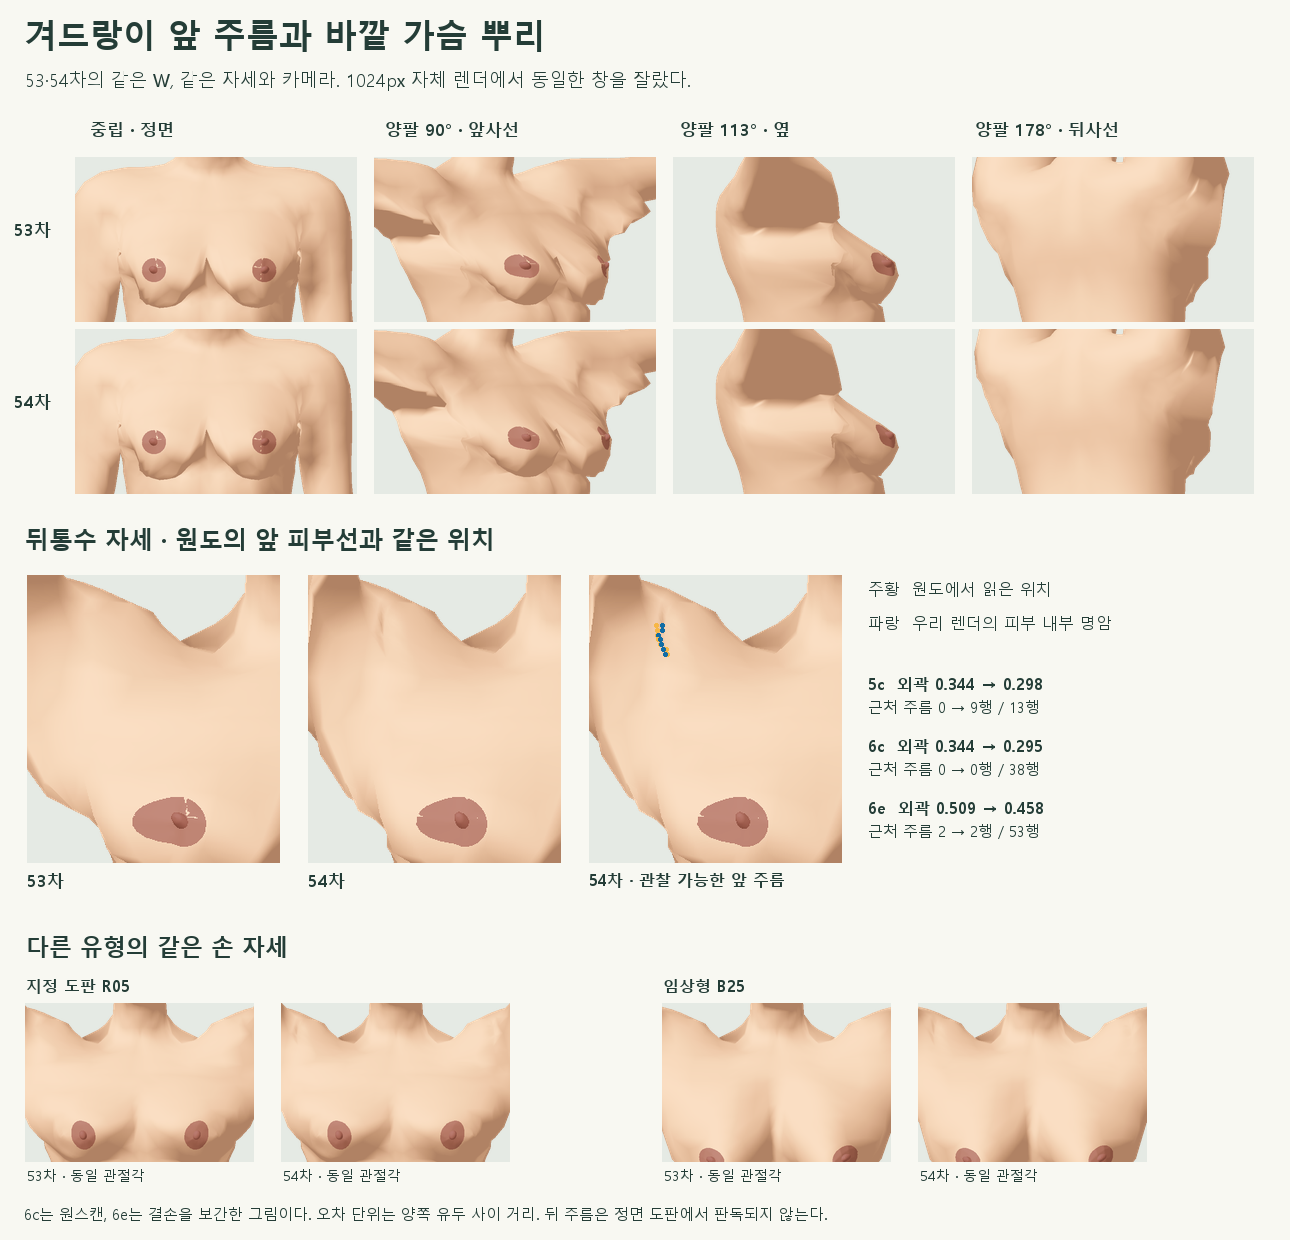 겨드랑이 앞 주름과 바깥 가슴 뿌리
53·54차의 같은 W, 같은 자세와 카메라. 1024px 자체 렌더에서 동일한 창을 잘랐다.
중립 · 정면
양팔 90° · 앞사선
양팔 113° · 옆
양팔 178° · 뒤사선
53차
54차
뒤통수 자세 · 원도의 앞 피부선과 같은 위치
주황 원도에서 읽은 위치
파랑 우리 렌더의 피부 내부 명암
5c 외곽 0.344 → 0.298
근처 주름 0 → 9행 / 13행
6c 외곽 0.344 → 0.295
근처 주름 0 → 0행 / 38행
6e 외곽 0.509 → 0.458
근처 주름 2 → 2행 / 53행
53차
54차
54차 · 관찰 가능한 앞 주름
다른 유형의 같은 손 자세
지정 도판 R05
임상형 B25
53차 · 동일 관절각
54차 · 동일 관절각
53차 · 동일 관절각
54차 · 동일 관절각
6c는 원스캔, 6e는 결손을 보간한 그림이다. 오차 단위는 양쪽 유두 사이 거리. 뒤 주름은 정면 도판에서 판독되지 않는다.